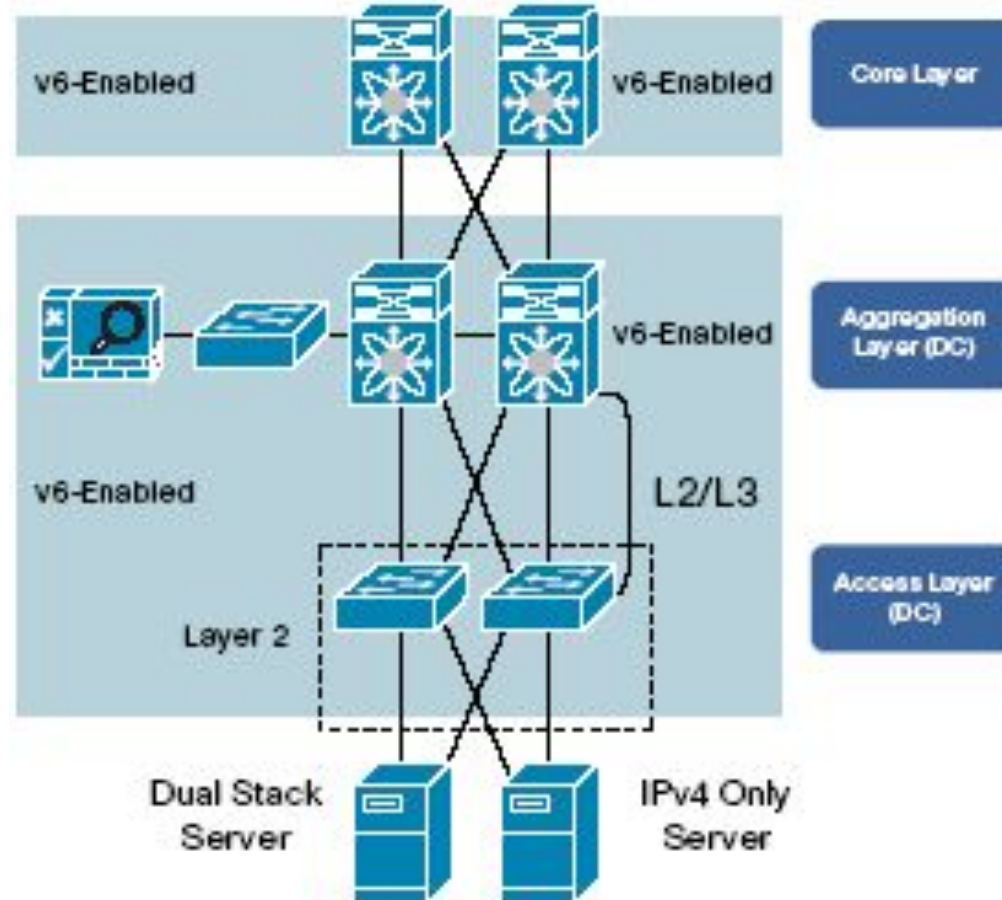 v6-Enabled
v6-Enabled
Core Layer
v6-Enabled
Aggregation
Layer (DC)
v6-Enabled
L2/L3
Layer 2
Access Layer
(DC)
Dual Stack
Server
IPv4 Only
Server